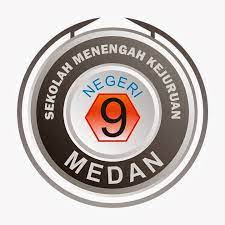 SEKOLAH MENENGAH KEJURUAN
NEGERI
9
MEDAN